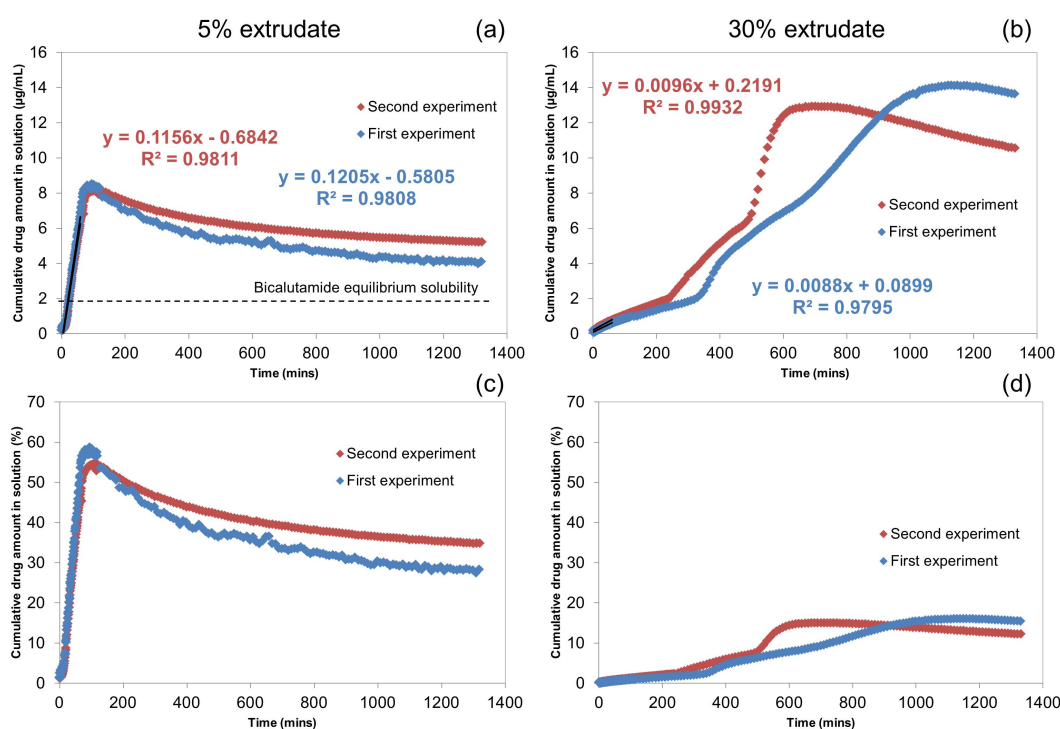 5% extrudate
(a)
Cumulative drug amount in solution (µg/mL)
16
14
12
10
8
6
4
2
0
Second experiment
First experiment
y = 0.1156x - 0.6842
R² = 0.9811
y = 0.1205x - 0.5805
R² = 0.9808
Bicalutamide equilibrium solubility
0 200 400 600 800 1000 1200 1400
Time (mins)
30% extrudate
(b)
Cumulative drug amount in solution (µg/mL)
16
14
12
10
8
6
4
2
0
y = 0.0096x + 0.2191
R² = 0.9932
Second experiment
First experiment
y = 0.0088x + 0.0899
R² = 0.9795
0 200 400 600 800 1000 1200 1400
Time (mins)
(c)
Cumulative drug amount in solution (%)
70
60
50
40
30
20
10
0
Second experiment
First experiment
0 200 400 600 800 1000 1200 1400
Time (mins)
(d)
Cumulative drug amount in solution (%)
70
60
50
40
30
20
10
0
Second experiment
First experiment
0 200 400 600 800 1000 1200 1400
Time (mins)